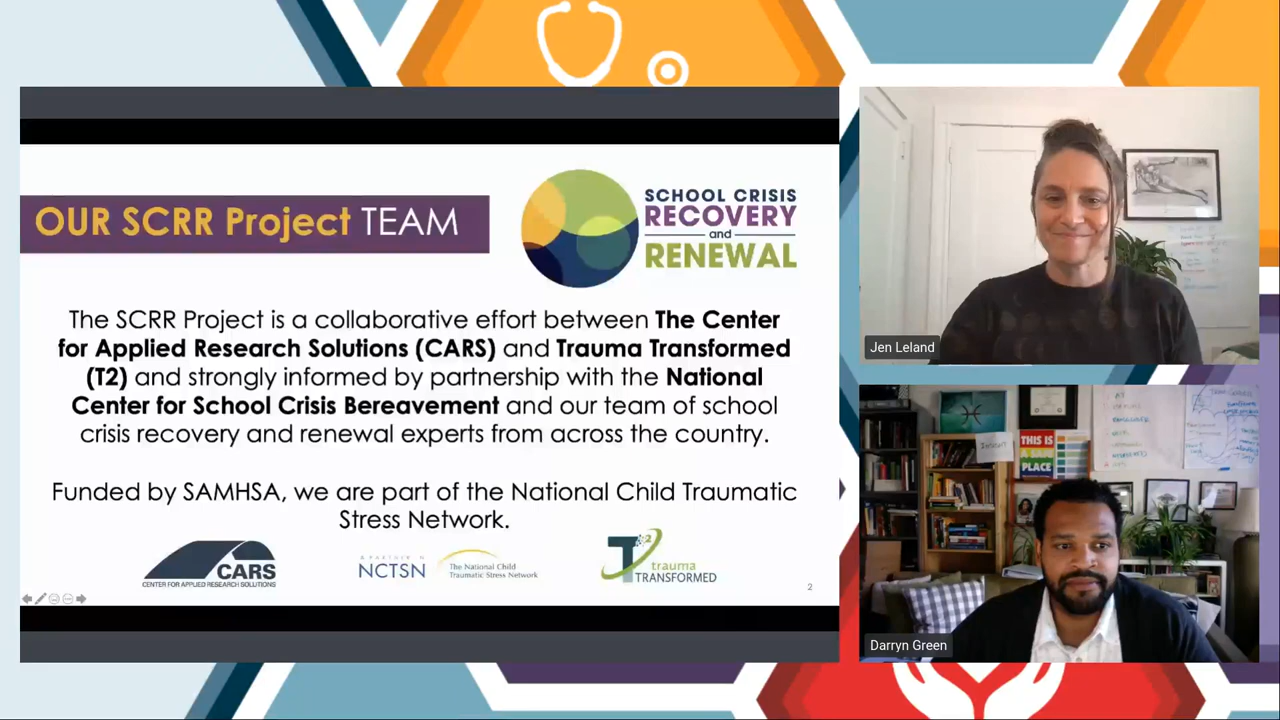 OUR SCRR Project TEAM
SCHOOL CRISIS
RECOVERY
and
RENEWAL
The SCRR Project is a collaborative effort between The Center
for Applied Research Solutions (CARS) and Trauma Transformed
(T2) and strongly informed by partnership with the National
Center for School Crisis Bereavement and our team of school
crisis recovery and renewal experts from across the country.
Funded by SAMHSA, we are part of the National Child Traumatic
Stress Network.
CARS
CENTER FOR APPLIED RESEARCH SOLUTIONS
A PARTNER IN
NCTSN
The National Child
Traumatic Stress Network
T2
trauma
TRANSFORMED
2
Jen Leland
THIS IS
A SAFE
PLACE
Darryn Green